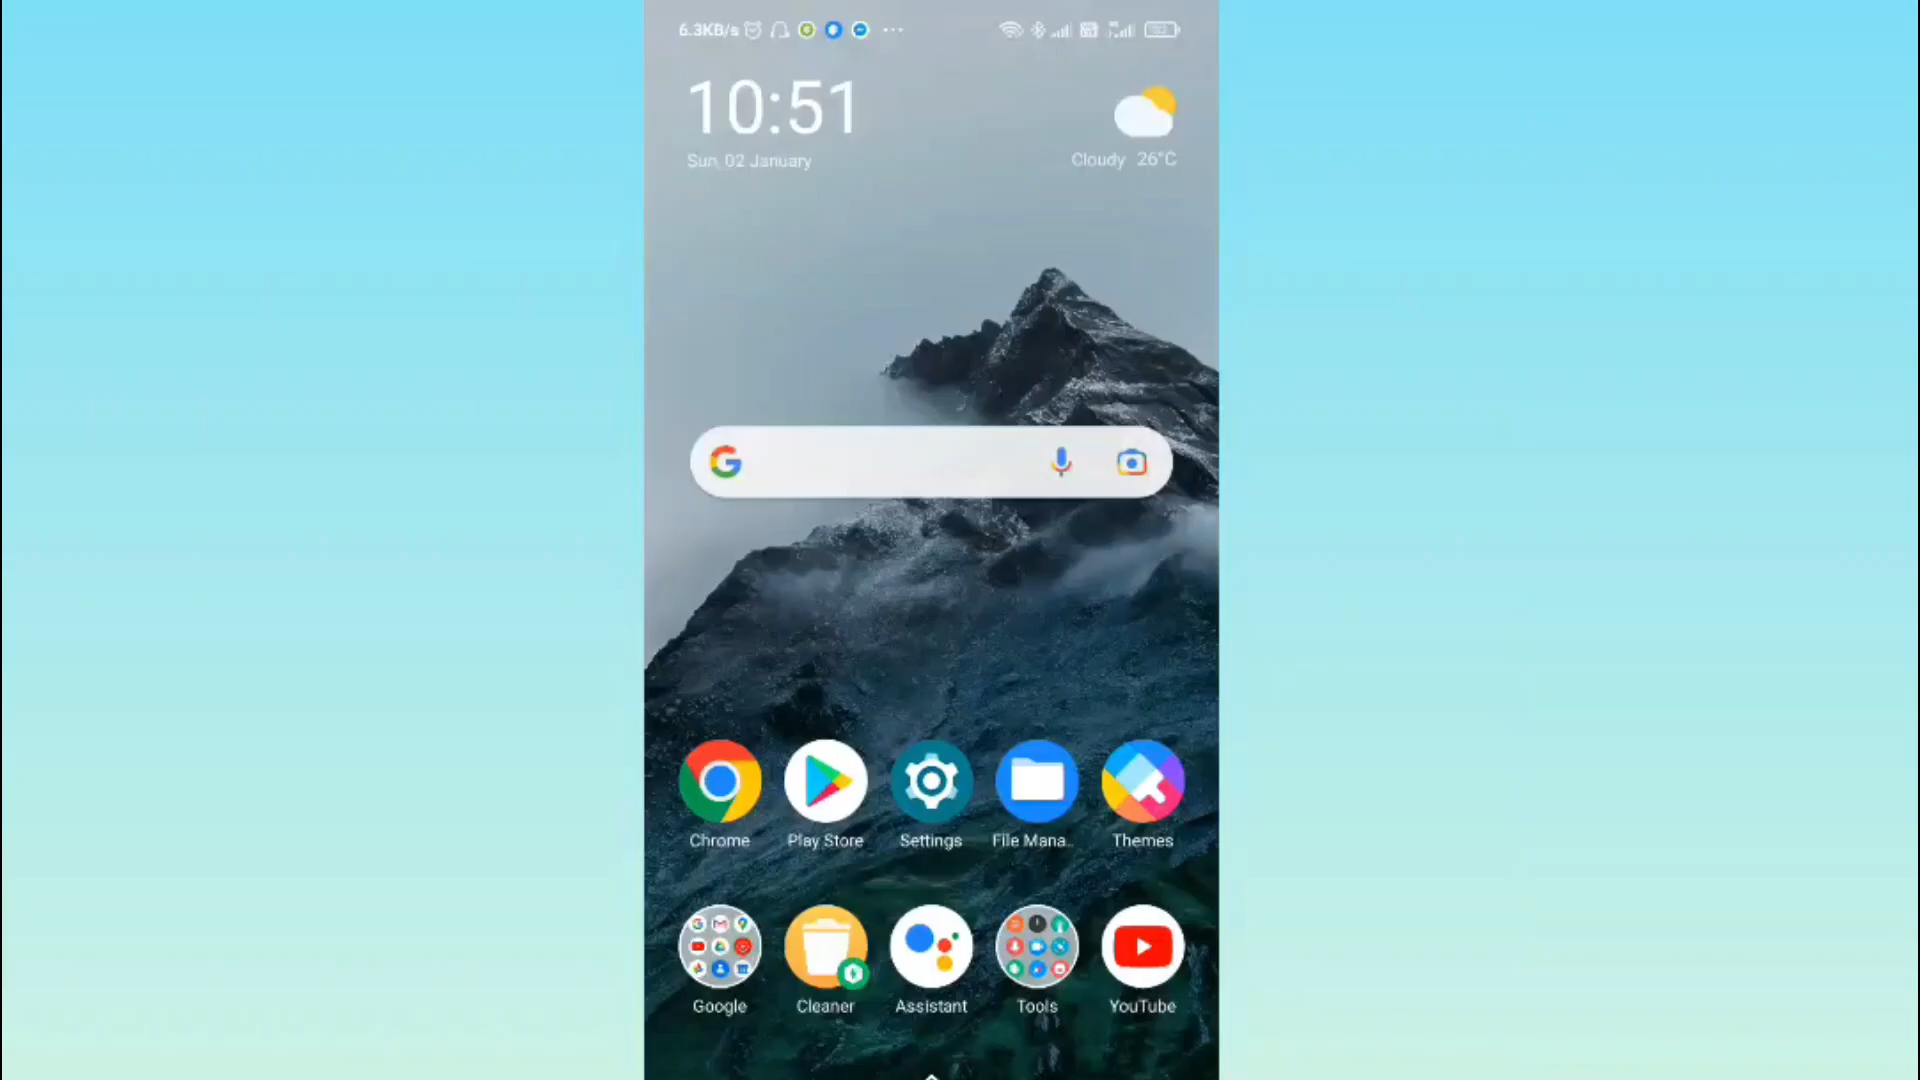 6.3KB/s
10:51
Sun, 02 January
Cloudy 26°C
Chrome
Play Store
Settings
File Mana..
Themes
Google
Cleaner
Assistant
Tools
YouTube